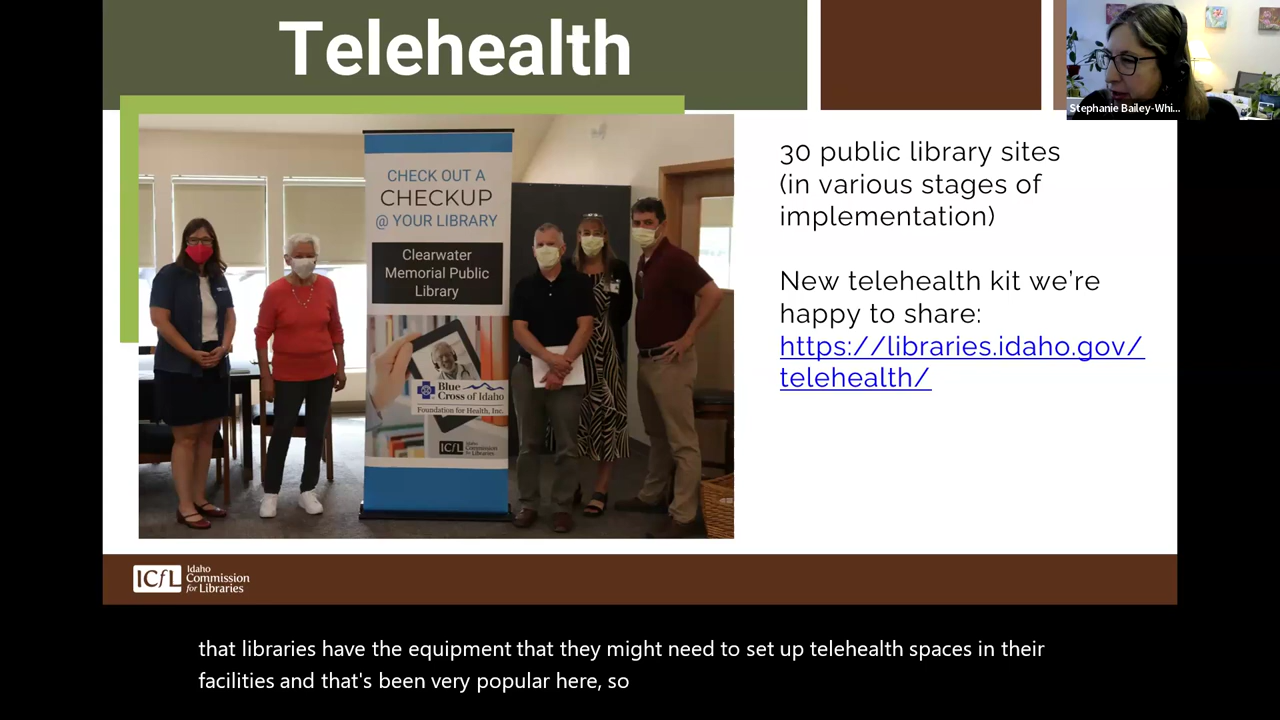 Telehealth
Stephanie Bailey-Whi...
CHECK OUT A
CHECKUP
@ YOUR LIBRARY
Clearwater
Memorial Public
Library
Blue
Cross of Idaho
Foundation for Health, Inc.
ICfL Idaho
Commission
for Libraries
30 public library sites
(in various stages of
implementation)
New telehealth kit we're
happy to share:
https://libraries.idaho.gov/
telehealth/
ICfL Idaho
Commission
for Libraries
that libraries have the equipment that they might need to set up telehealth spaces in their
facilities and that's been very popular here, so